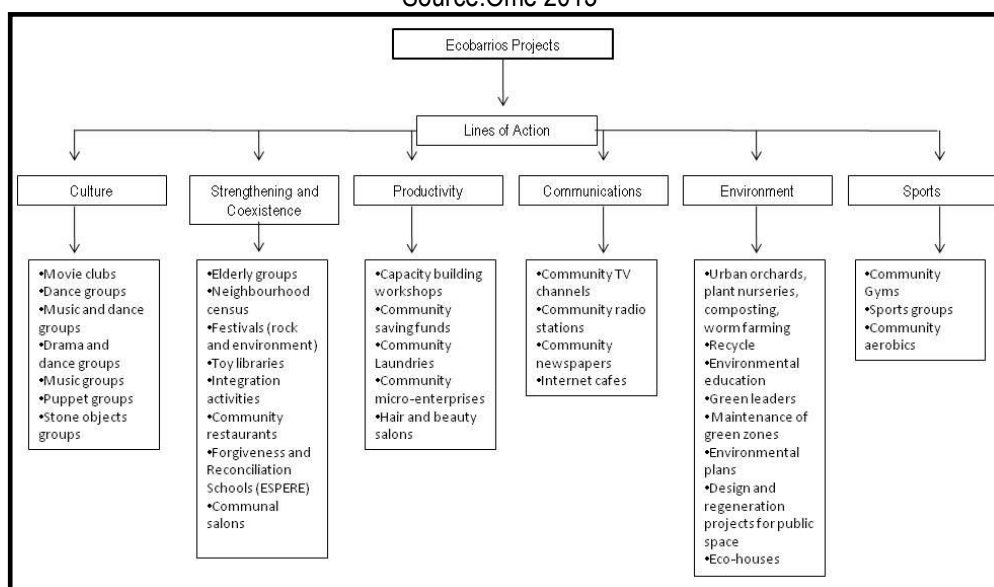 Source:Ome 2013
Ecobarrios Projects
Lines of Action
Culture
Strengthening and
Coexistence
Productivity
Communications
Environment
Sports
•Movie clubs
•Dance groups
•Music and dance
groups
•Drama and
dance groups
•Music groups
•Puppet groups
•Stone objects
groups
•Elderly groups
•Neighbourhood
census
•Festivals (rock
and environment)
•Toy libraries
•Integration
activities
•Community
restaurants
•Forgiveness and
Reconciliation
Schools (ESPERE)
•Communal
salons
•Capacity building
workshops
•Community
saving funds
•Community
Laundries
•Community
micro-enterprises
•Hair and beauty
salons
•Community TV
channels
•Community radio
stations
•Community
newspapers
•Internet cafes
•Urban orchards,
plant nurseries,
composting,
worm farming
•Recycle
•Environmental
education
•Green leaders
•Maintenance of
green zones
•Environmental
plans
•Design and
regeneration
projects for public
space
•Eco-houses
•Community
Gyms
•Sports groups
•Community
aerobics